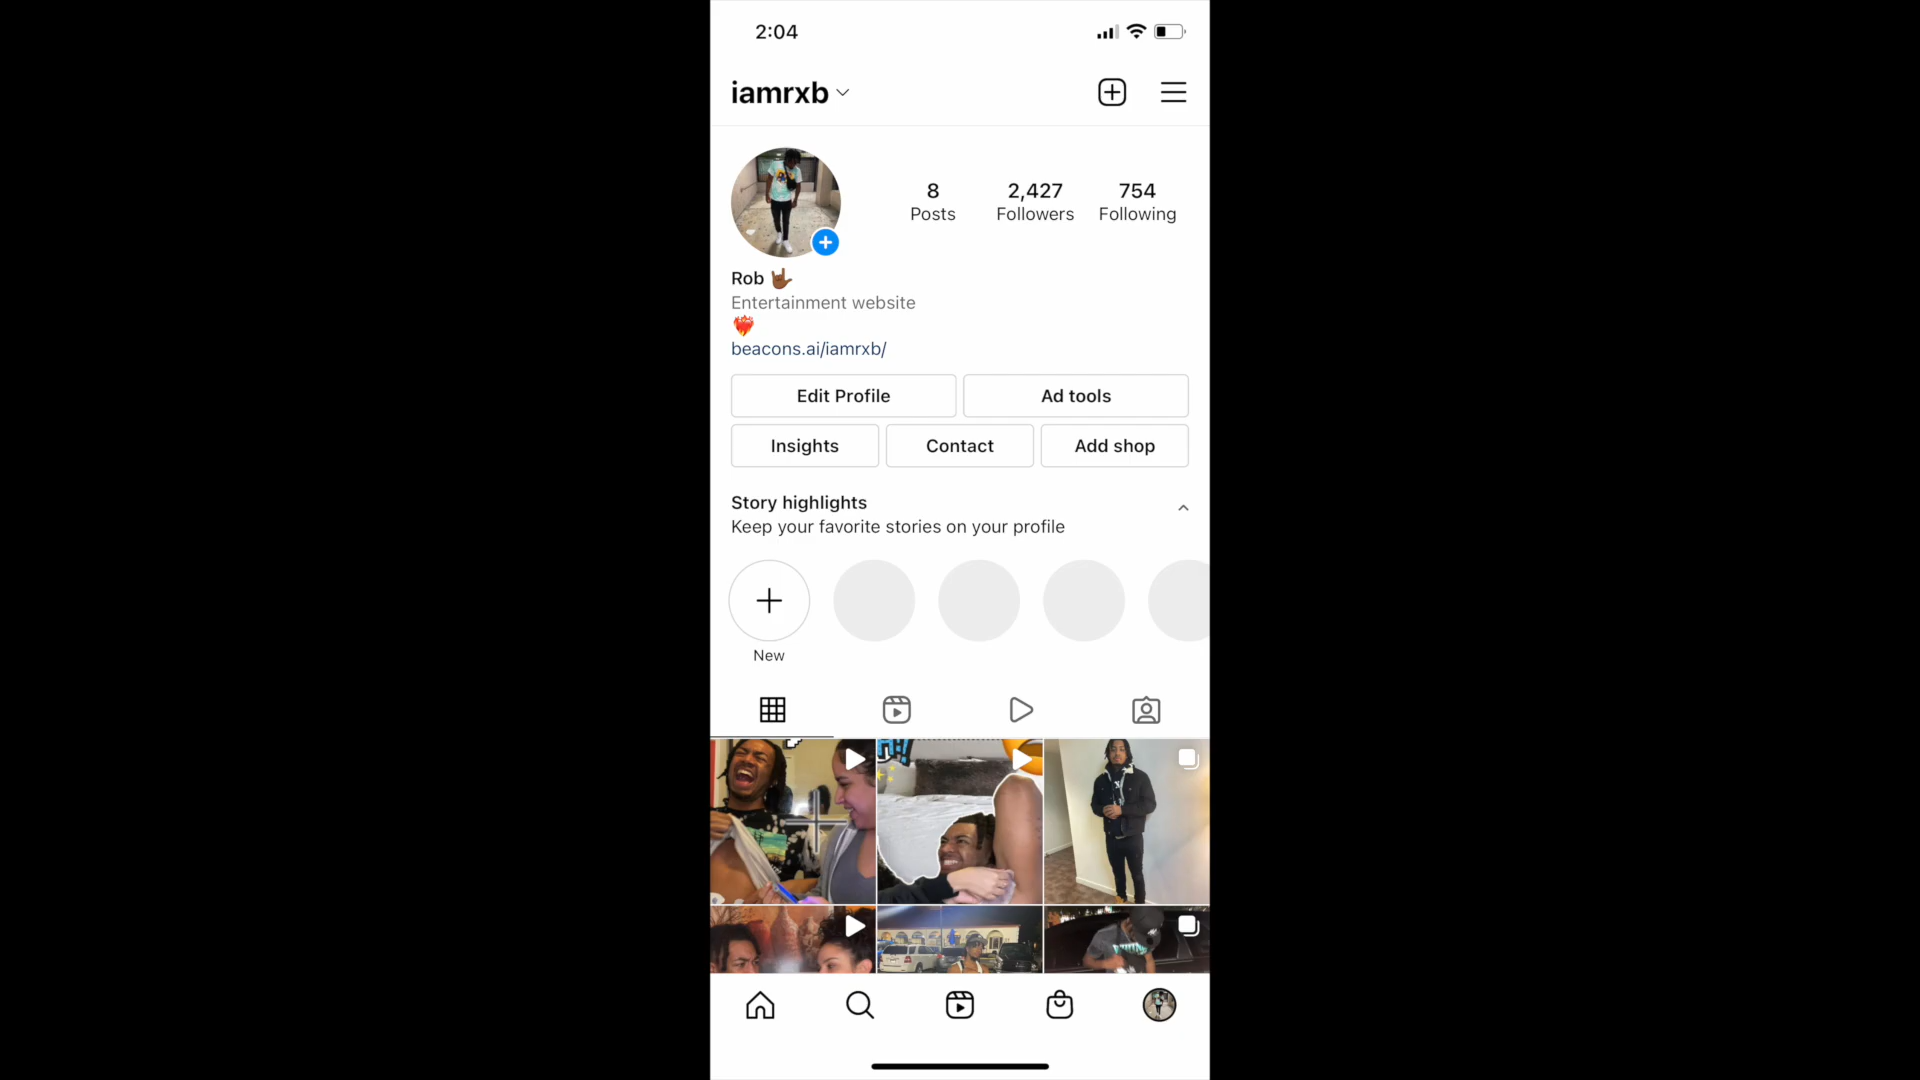 2:04
iamrxb
8 2,427 754
Posts Followers Following
Rob
Entertainment website
beacons.ai/iamrxb/
Edit Profile Ad tools
Insights Contact Add shop
Story highlights
Keep your favorite stories on your profile
New